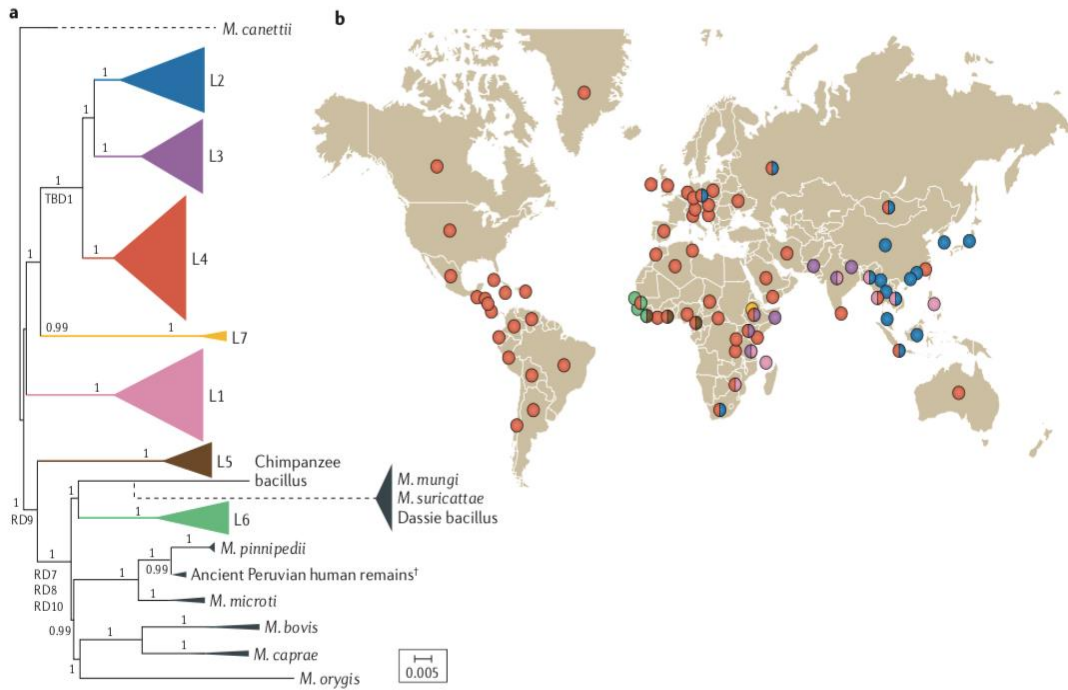 a
b
M. canettii
1
L2
1
1
L3
1
TBD1
1
L4
0.99
1
L7
1
L1
1
L5
Chimpanzee
bacillus
M. mungi
M. suricattae
Dassie bacillus
RD9
1
1
L6
1
RD7
RD8
RD10
1
M. pinnipedii
1
1
0.99
Ancient Peruvian human remains†
1
M. microti
0.99
1
M. bovis
1
1
M. caprae
1
M. orygis
0.005